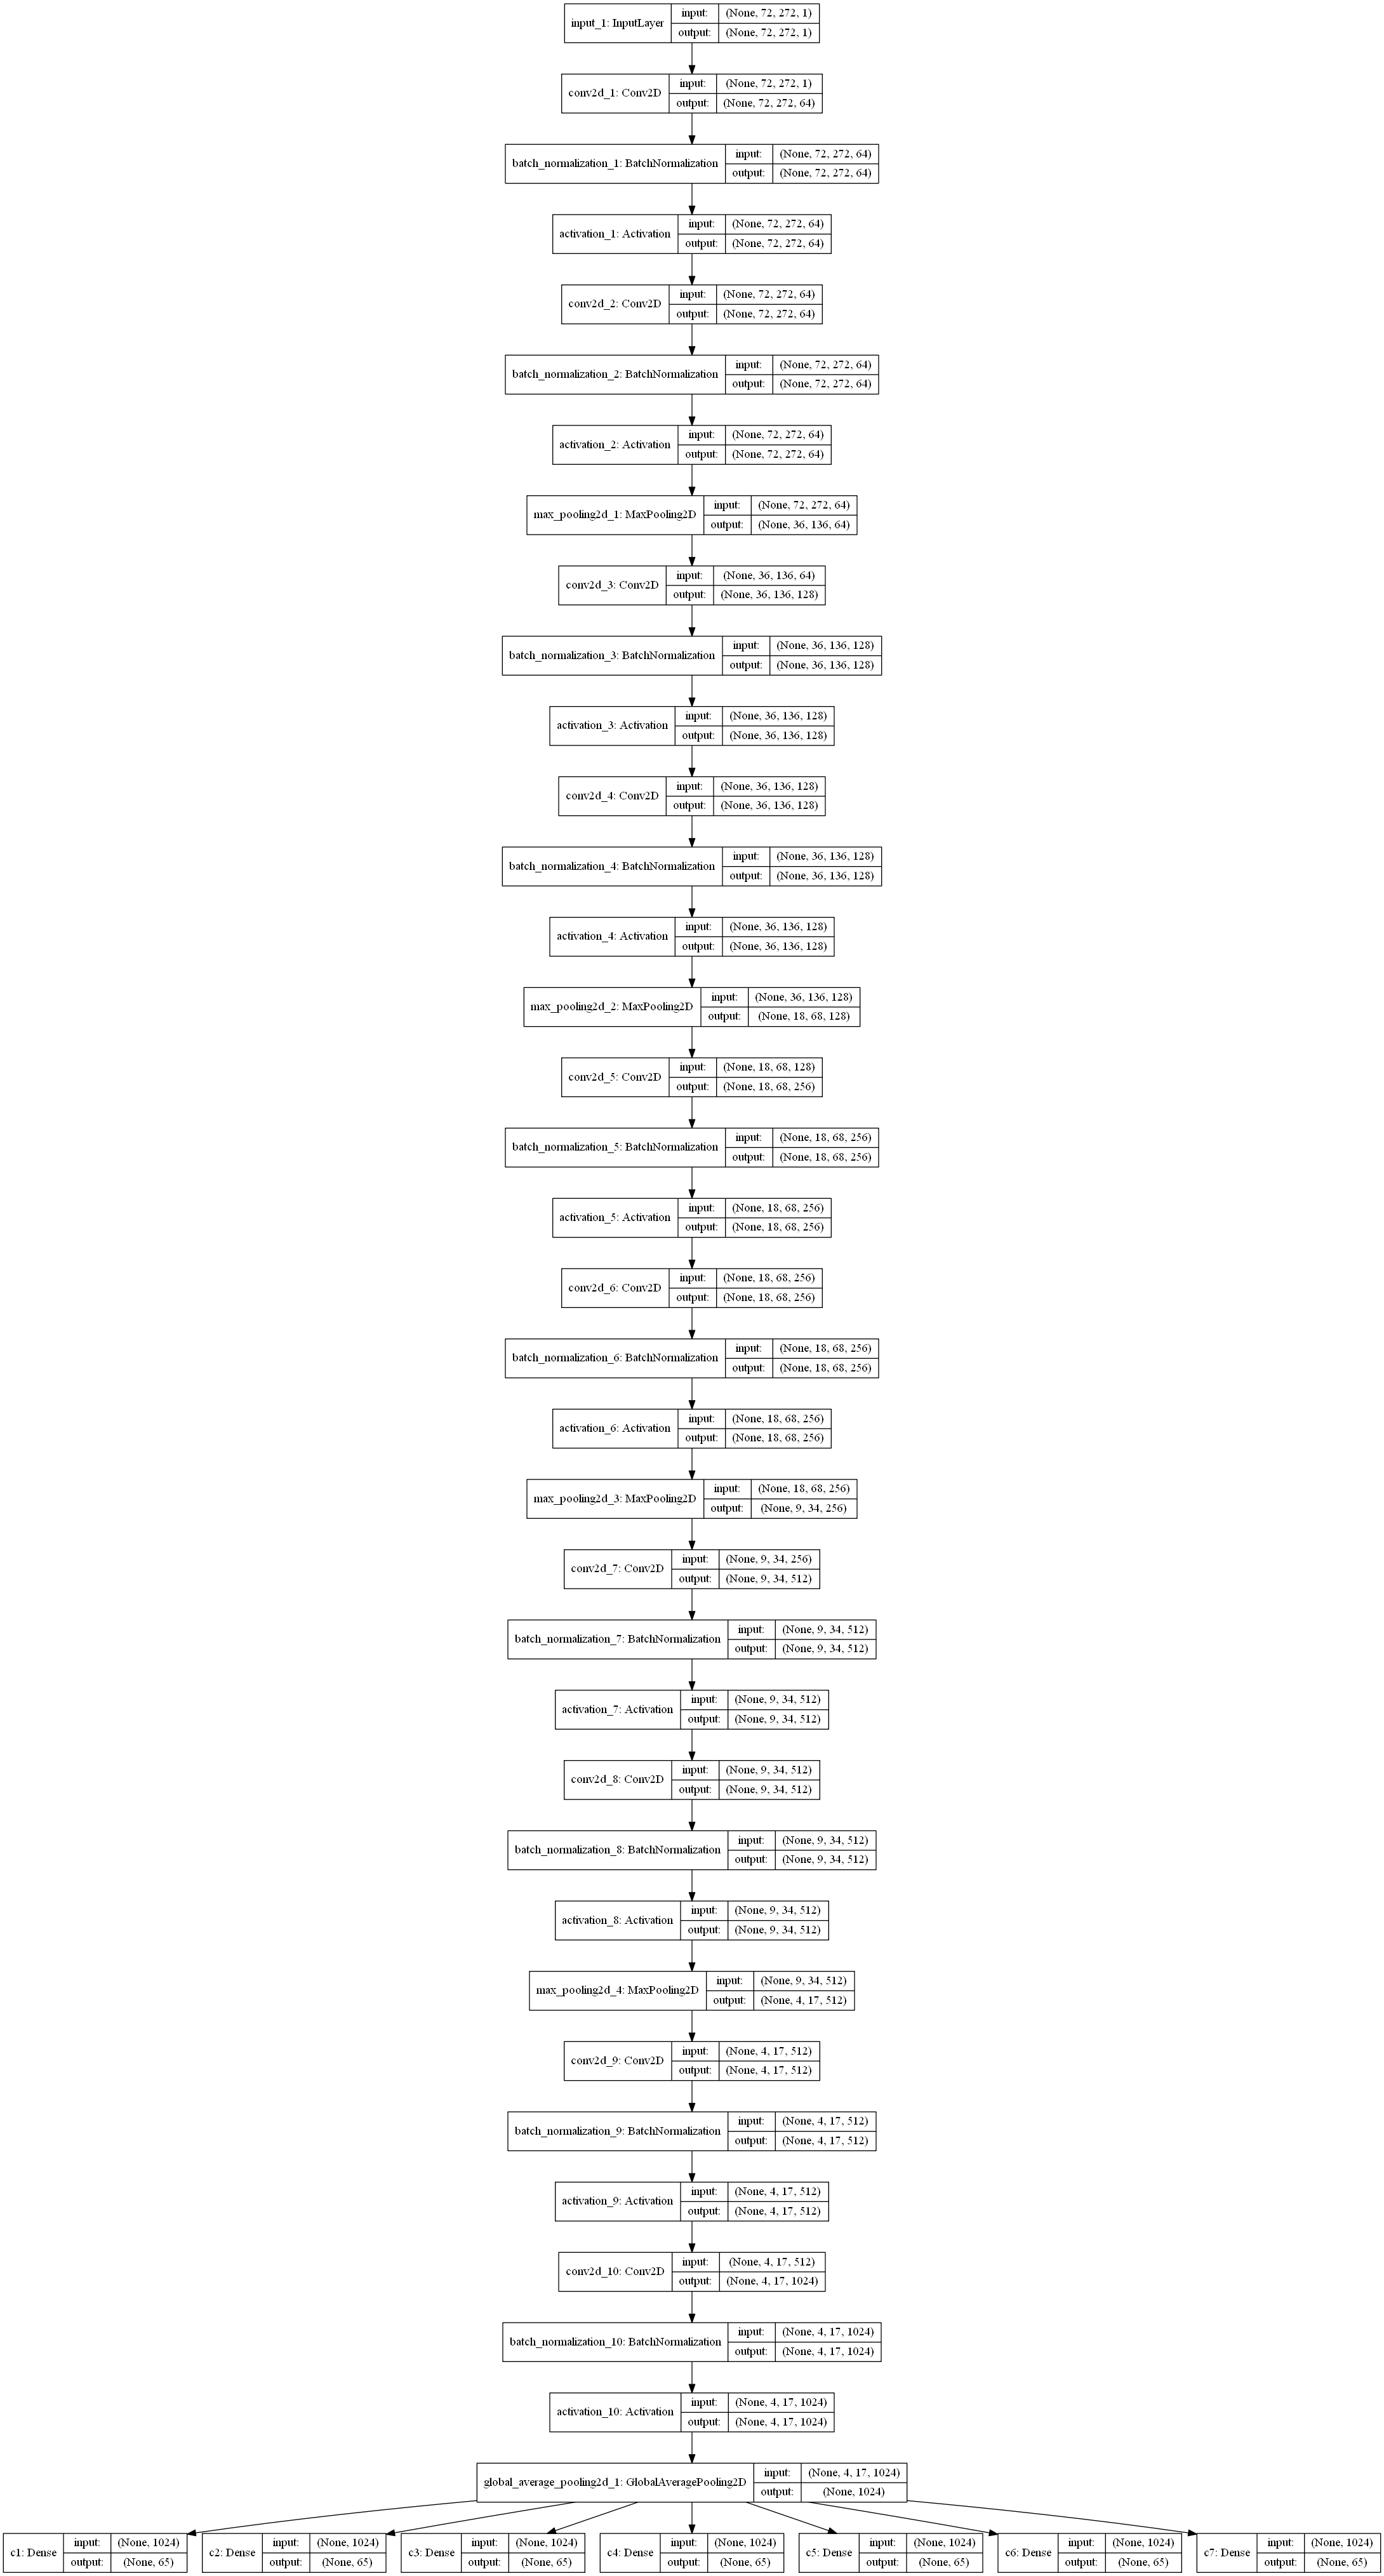 input_1: InputLayer
input: (None, 72, 272, 1)
output: (None, 72, 272, 1)
conv2d_1: Conv2D
input: (None, 72, 272, 1)
output: (None, 72, 272, 64)
batch_normalization_1: BatchNormalization
input: (None, 72, 272, 64)
output: (None, 72, 272, 64)
activation_1: Activation
input: (None, 72, 272, 64)
output: (None, 72, 272, 64)
conv2d_2: Conv2D
input: (None, 72, 272, 64)
output: (None, 72, 272, 64)
batch_normalization_2: BatchNormalization
input: (None, 72, 272, 64)
output: (None, 72, 272, 64)
activation_2: Activation
input: (None, 72, 272, 64)
output: (None, 72, 272, 64)
max_pooling2d_1: MaxPooling2D
input: (None, 72, 272, 64)
output: (None, 36, 136, 64)
conv2d_3: Conv2D
input: (None, 36, 136, 64)
output: (None, 36, 136, 128)
batch_normalization_3: BatchNormalization
input: (None, 36, 136, 128)
output: (None, 36, 136, 128)
activation_3: Activation
input: (None, 36, 136, 128)
output: (None, 36, 136, 128)
conv2d_4: Conv2D
input: (None, 36, 136, 128)
output: (None, 36, 136, 128)
batch_normalization_4: BatchNormalization
input: (None, 36, 136, 128)
output: (None, 36, 136, 128)
activation_4: Activation
input: (None, 36, 136, 128)
output: (None, 36, 136, 128)
max_pooling2d_2: MaxPooling2D
input: (None, 36, 136, 128)
output: (None, 18, 68, 128)
conv2d_5: Conv2D
input: (None, 18, 68, 128)
output: (None, 18, 68, 256)
batch_normalization_5: BatchNormalization
input: (None, 18, 68, 256)
output: (None, 18, 68, 256)
activation_5: Activation
input: (None, 18, 68, 256)
output: (None, 18, 68, 256)
conv2d_6: Conv2D
input: (None, 18, 68, 256)
output: (None, 18, 68, 256)
batch_normalization_6: BatchNormalization
input: (None, 18, 68, 256)
output: (None, 18, 68, 256)
activation_6: Activation
input: (None, 18, 68, 256)
output: (None, 18, 68, 256)
max_pooling2d_3: MaxPooling2D
input: (None, 18, 68, 256)
output: (None, 9, 34, 256)
conv2d_7: Conv2D
input: (None, 9, 34, 256)
output: (None, 9, 34, 512)
batch_normalization_7: BatchNormalization
input: (None, 9, 34, 512)
output: (None, 9, 34, 512)
activation_7: Activation
input: (None, 9, 34, 512)
output: (None, 9, 34, 512)
conv2d_8: Conv2D
input: (None, 9, 34, 512)
output: (None, 9, 34, 512)
batch_normalization_8: BatchNormalization
input: (None, 9, 34, 512)
output: (None, 9, 34, 512)
activation_8: Activation
input: (None, 9, 34, 512)
output: (None, 9, 34, 512)
max_pooling2d_4: MaxPooling2D
input: (None, 9, 34, 512)
output: (None, 4, 17, 512)
conv2d_9: Conv2D
input: (None, 4, 17, 512)
output: (None, 4, 17, 512)
batch_normalization_9: BatchNormalization
input: (None, 4, 17, 512)
output: (None, 4, 17, 512)
activation_9: Activation
input: (None, 4, 17, 512)
output: (None, 4, 17, 512)
conv2d_10: Conv2D
input: (None, 4, 17, 512)
output: (None, 4, 17, 1024)
batch_normalization_10: BatchNormalization
input: (None, 4, 17, 1024)
output: (None, 4, 17, 1024)
activation_10: Activation
input: (None, 4, 17, 1024)
output: (None, 4, 17, 1024)
global_average_pooling2d_1: GlobalAveragePooling2D
input: (None, 4, 17, 1024)
output: (None, 1024)
c1: Dense
input: (None, 1024)
output: (None, 65)
c2: Dense
input: (None, 1024)
output: (None, 65)
c3: Dense
input: (None, 1024)
output: (None, 65)
c4: Dense
input: (None, 1024)
output: (None, 65)
c5: Dense
input: (None, 1024)
output: (None, 65)
c6: Dense
input: (None, 1024)
output: (None, 65)
c7: Dense
input: (None, 1024)
output: (None, 65)